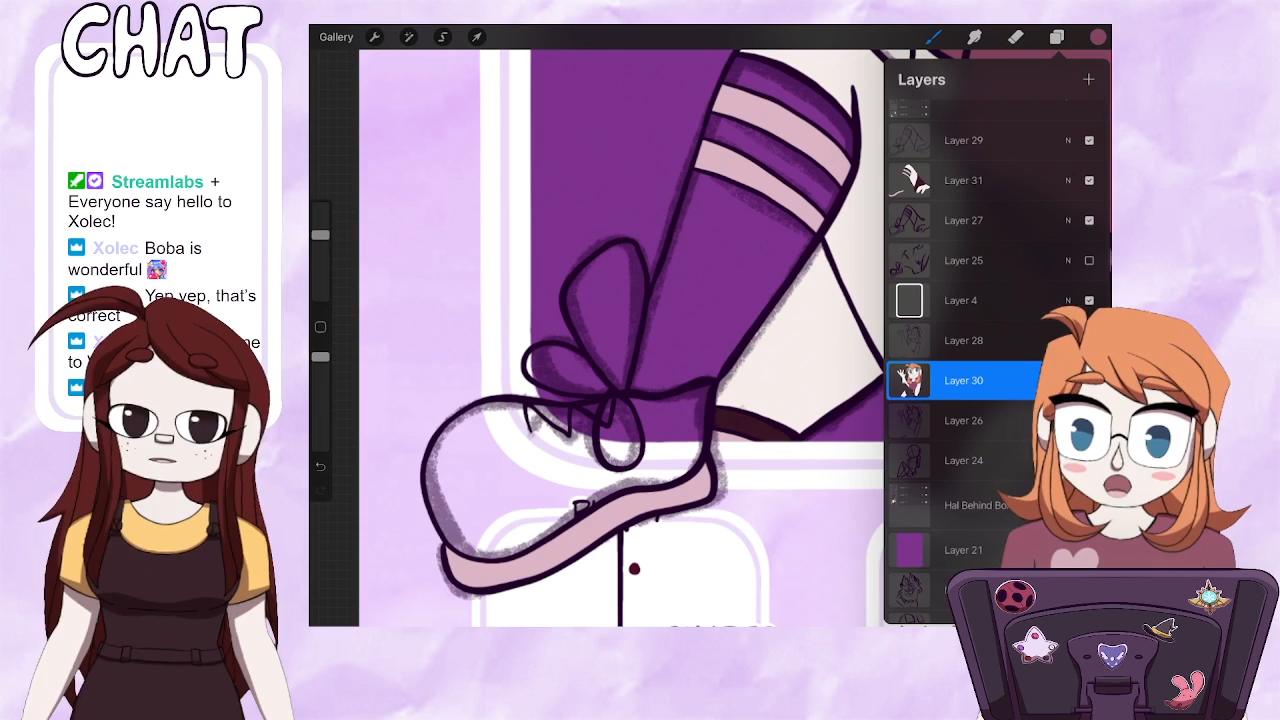 CHAT
Streamlabs +
Everyone say hello to
Xolec!
Xolec Boba is
wonderful
Yep yep, that's
correct
me
to
Gallery
Layers
Layer 29 N
Layer 31 N
Layer 27 N
Layer 25 N
Layer 4 N
Layer 28
Layer 30
Layer 26
Layer 24
Hal Behind Bo
Layer 21